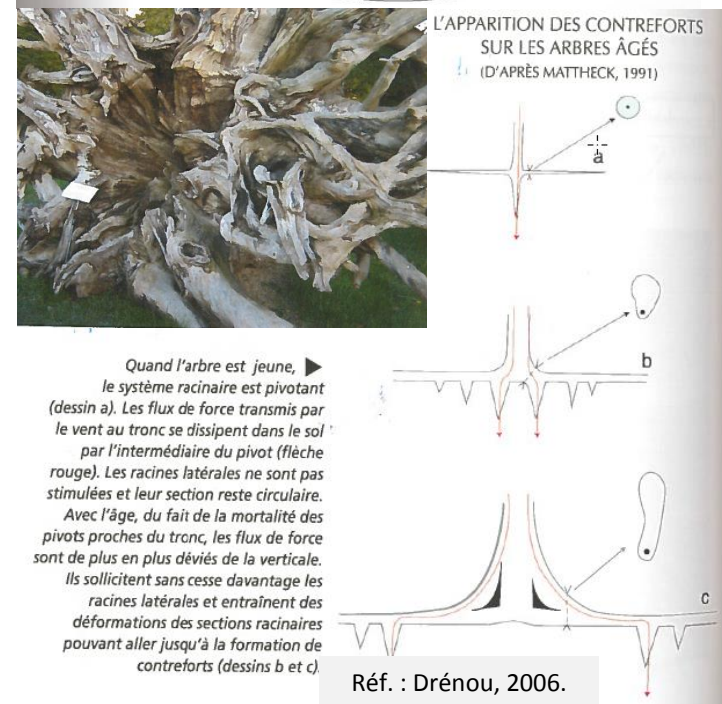 L'APPARITION DES CONTREFORTS
SUR LES ARBRES ÂGÉS
(D'APRÈS MATTHECK, 1991)
a
b
c
Quand l'arbre est jeune, ▶
le système racinaire est pivotant
(dessin a). Les flux de force transmis par
le vent au tronc se dissipent dans le sol
par l'intermédiaire du pivot (flèche
rouge). Les racines latérales ne sont pas
stimulées et leur section reste circulaire.
Avec l'âge, du fait de la mortalité des
pivots proches du tronc, les flux de force
sont de plus en plus déviés de la verticale.
Ils sollicitent sans cesse davantage les
racines latérales et entraînent des
déformations des sections racinaires
pouvant aller jusqu'à la formation de
contreforts (dessins b et c).
Réf. : Drénou, 2006.